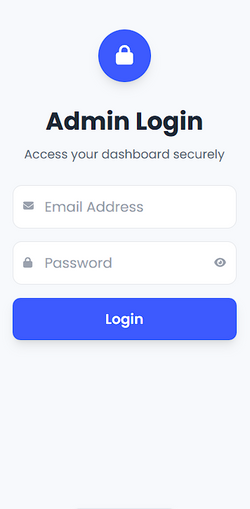 Admin Login
Access your dashboard securely
Email Address
Password
Login